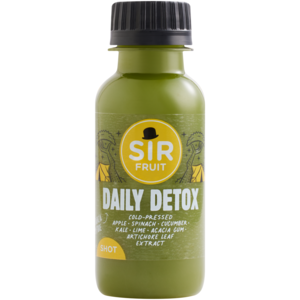 SIR
FRUIT
DAILY DETOX
COLD-PRESSED
APPLE - SPINACH - CUCUMBER -
KALE - LIME - ACACIA GUM -
ARTICHOKE LEAF
EXTRACT
SHOT